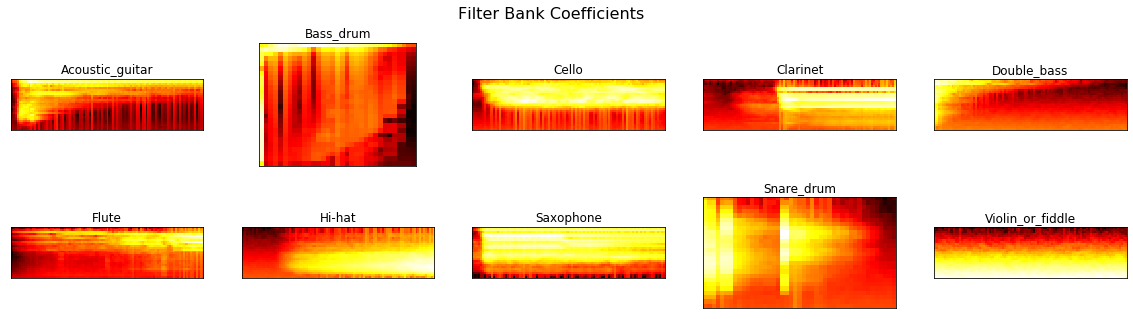 Filter Bank Coefficients
Acoustic_guitar
Bass_drum
Cello
Clarinet
Double_bass
Flute
Hi-hat
Saxophone
Snare_drum
Violin_or_fiddle